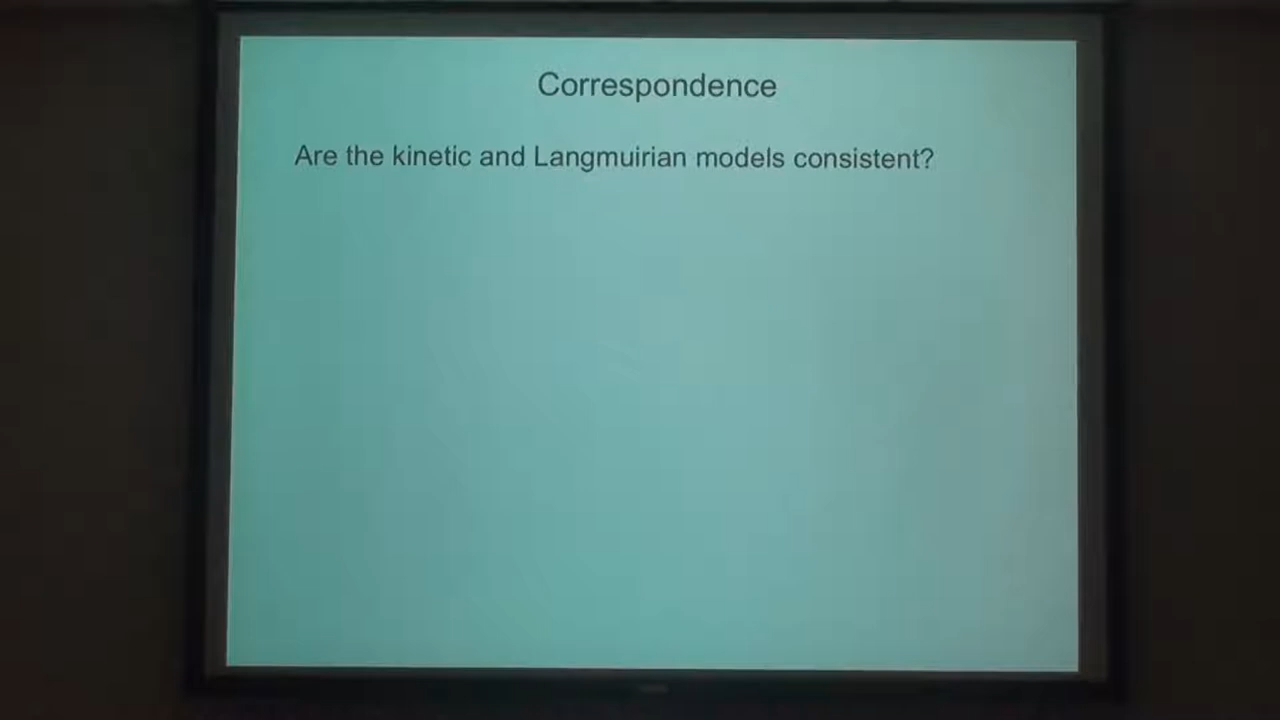 Correspondence
Are the kinetic and Langmuirian models consistent?